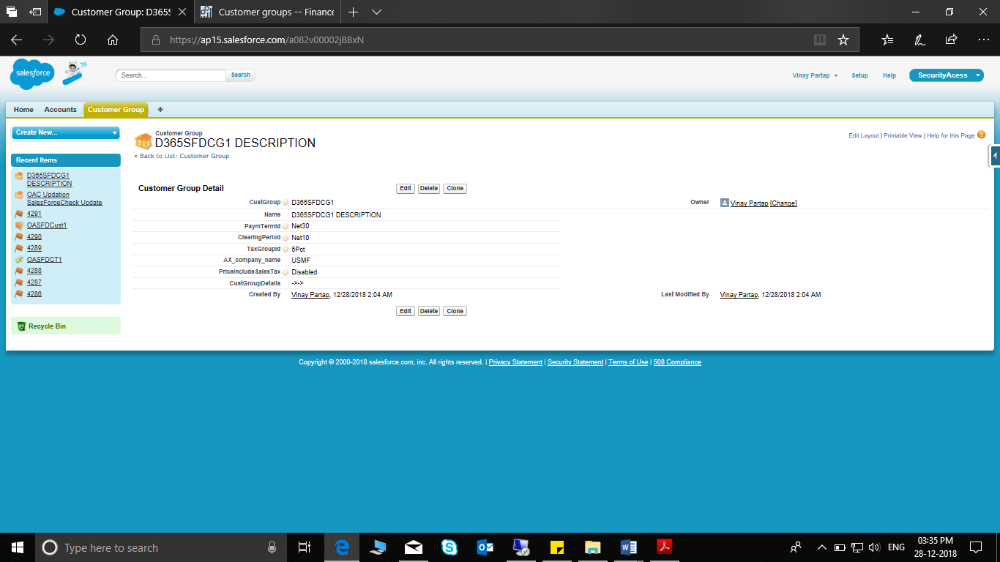 Customer Group: D365S
Customer groups -- Finance
https://ap15.salesforce.com/a082v00002jBBxN
salesforce
'19
Search...
Search
Vinay Partap
Setup
Help
SecurityAcess
Home
Accounts
Customer Group
+
Create New...
Recent Items
D365SFDCG1
DESCRIPTION
OAC Updation
SalesForceCheck Update
4291
OASFDCust1
4290
4289
OASFDCT1
4288
4287
4286
Recycle Bin
Customer Group
D365SFDCG1 DESCRIPTION
« Back to List: Customer Group
Edit Layout | Printable View | Help for this Page ?
Customer Group Detail
Edit Delete Clone
CustGroup D365SFDCG1
Owner Vinay Partap [Change]
Name D365SFDCG1 DESCRIPTION
PaymTermId Net30
ClearingPeriod Net10
TaxGroupId 5Pct
AX_company_name USMF
PriceIncludeSalesTax Disabled
CustGroupDetails ->->
Created By Vinay Partap, 12/28/2018 2:04 AM
Last Modified By Vinay Partap, 12/28/2018 2:04 AM
Edit Delete Clone
Copyright © 2000-2018 salesforce.com, inc. All rights reserved. | Privacy Statement | Security Statement | Terms of Use | 508 Compliance
Type here to search
ENG
03:35 PM
28-12-2018